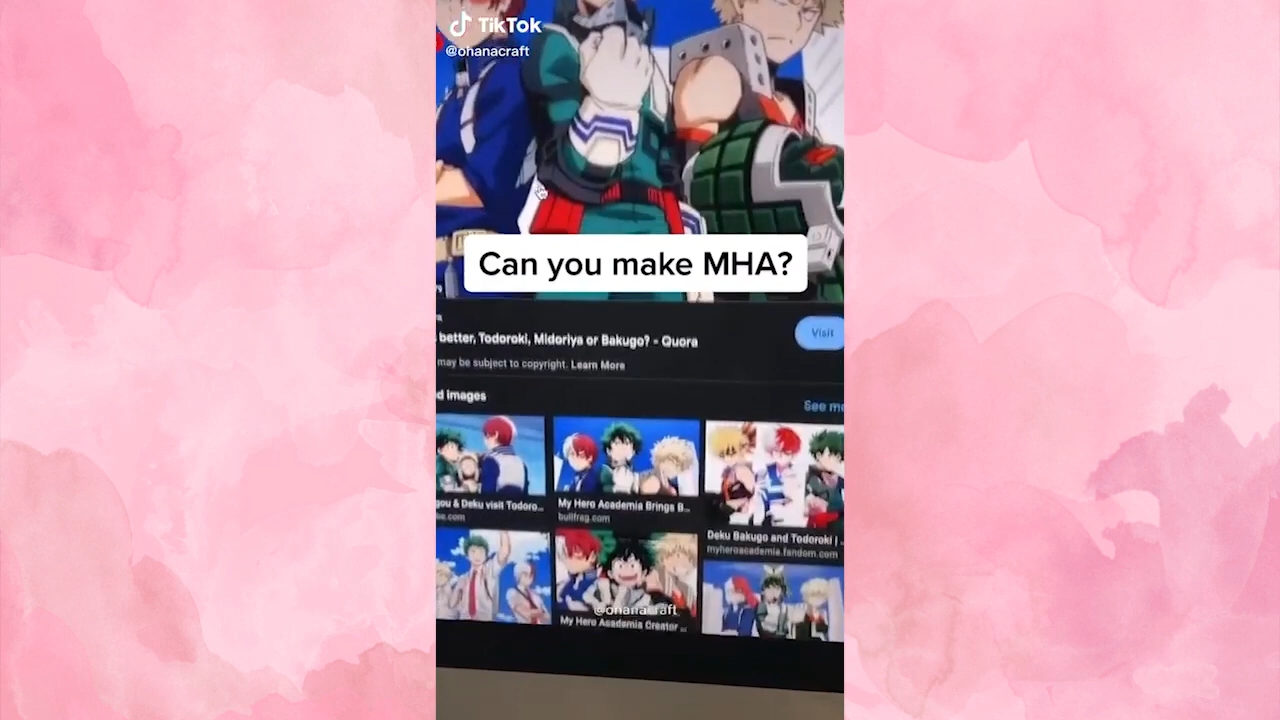 TikTok
@ohanacraft
Can you make MHA?
better, Todoroki, Midoriya or Bakugo? - Quora
Visit
may be subject to copyright. Learn More
images
See
& Deku visit Todoro...
My Hero Academia Brings B...
bullfrag.com
Deku Bakugo and Todoroki |
myheroacademia.fandom.com
@ohanacraft
My Hero Academia Creator ...